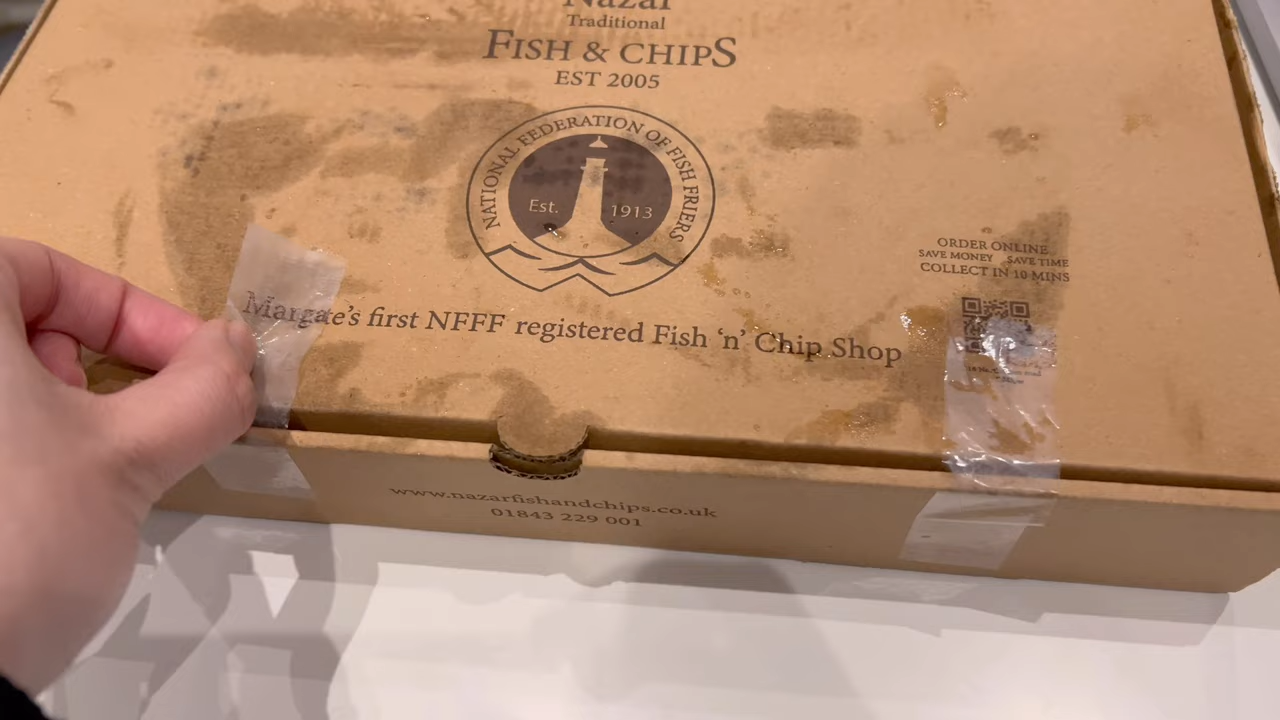 Nazar
Traditional
FISH & CHIPS
EST 2005
NATIONAL FEDERATION OF FISH FRIERS
Est. 1913
Margate's first NFFF registered Fish 'n' Chip Shop
ORDER ONLINE
SAVE MONEY SAVE TIME
COLLECT IN 10 MINS
www.nazarfishandchips.co.uk
01843 229 001